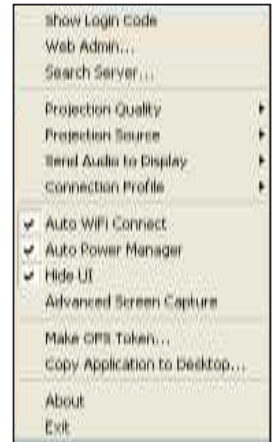 Show Login Code
Web Admin...
Search Server...
Projection Quality
Projection Source
Send Audio to Display
Connection Profile
Auto WiFi Connect
Auto Power Manager
Hide UI
Advanced Screen Capture
Make OPS Token...
Copy Application to Desktop...
About
Exit